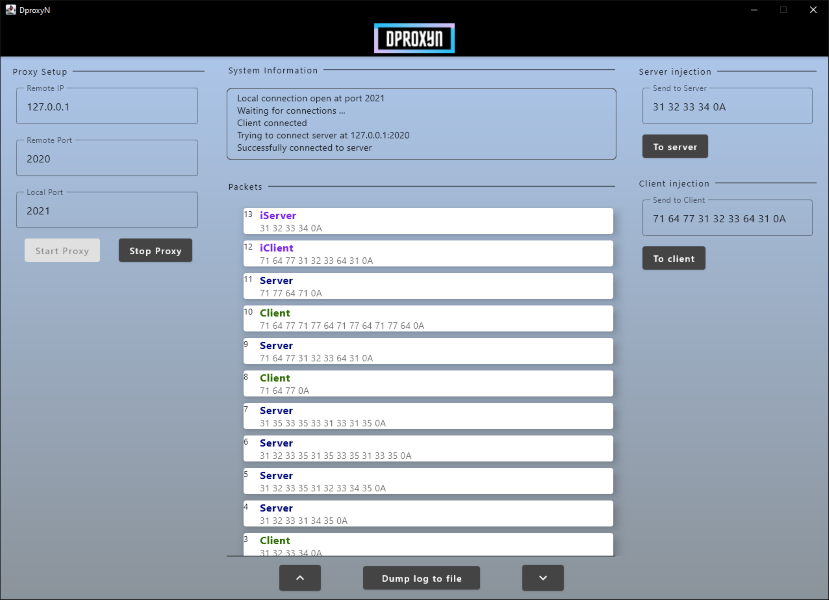 DproxyN
DPROXYN
Proxy Setup
Remote IP
127.0.0.1
Remote Port
2020
Local Port
2021
Start Proxy
Stop Proxy
System Information
Local connection open at port 2021
Waiting for connections ...
Client connected
Trying to connect server at 127.0.0.1:2020
Successfully connected to server
Packets
13 iServer
31 32 33 34 0A
12 iClient
71 64 77 31 32 33 64 31 0A
11 Server
71 77 64 71 0A
10 Client
71 64 77 71 77 64 71 77 64 71 77 64 0A
9 Server
71 64 77 31 32 33 64 31 0A
8 Client
71 64 77 0A
7 Server
31 35 33 35 33 31 33 31 35 0A
6 Server
31 32 33 35 31 35 33 35 31 33 35 0A
5 Server
31 32 33 35 31 32 33 34 35 0A
4 Server
31 32 33 31 34 35 0A
3 Client
31 32 33 34 0A
Dump log to file
Server injection
Send to Server
31 32 33 34 0A
To server
Client injection
Send to Client
71 64 77 31 32 33 64 31 0A
To client